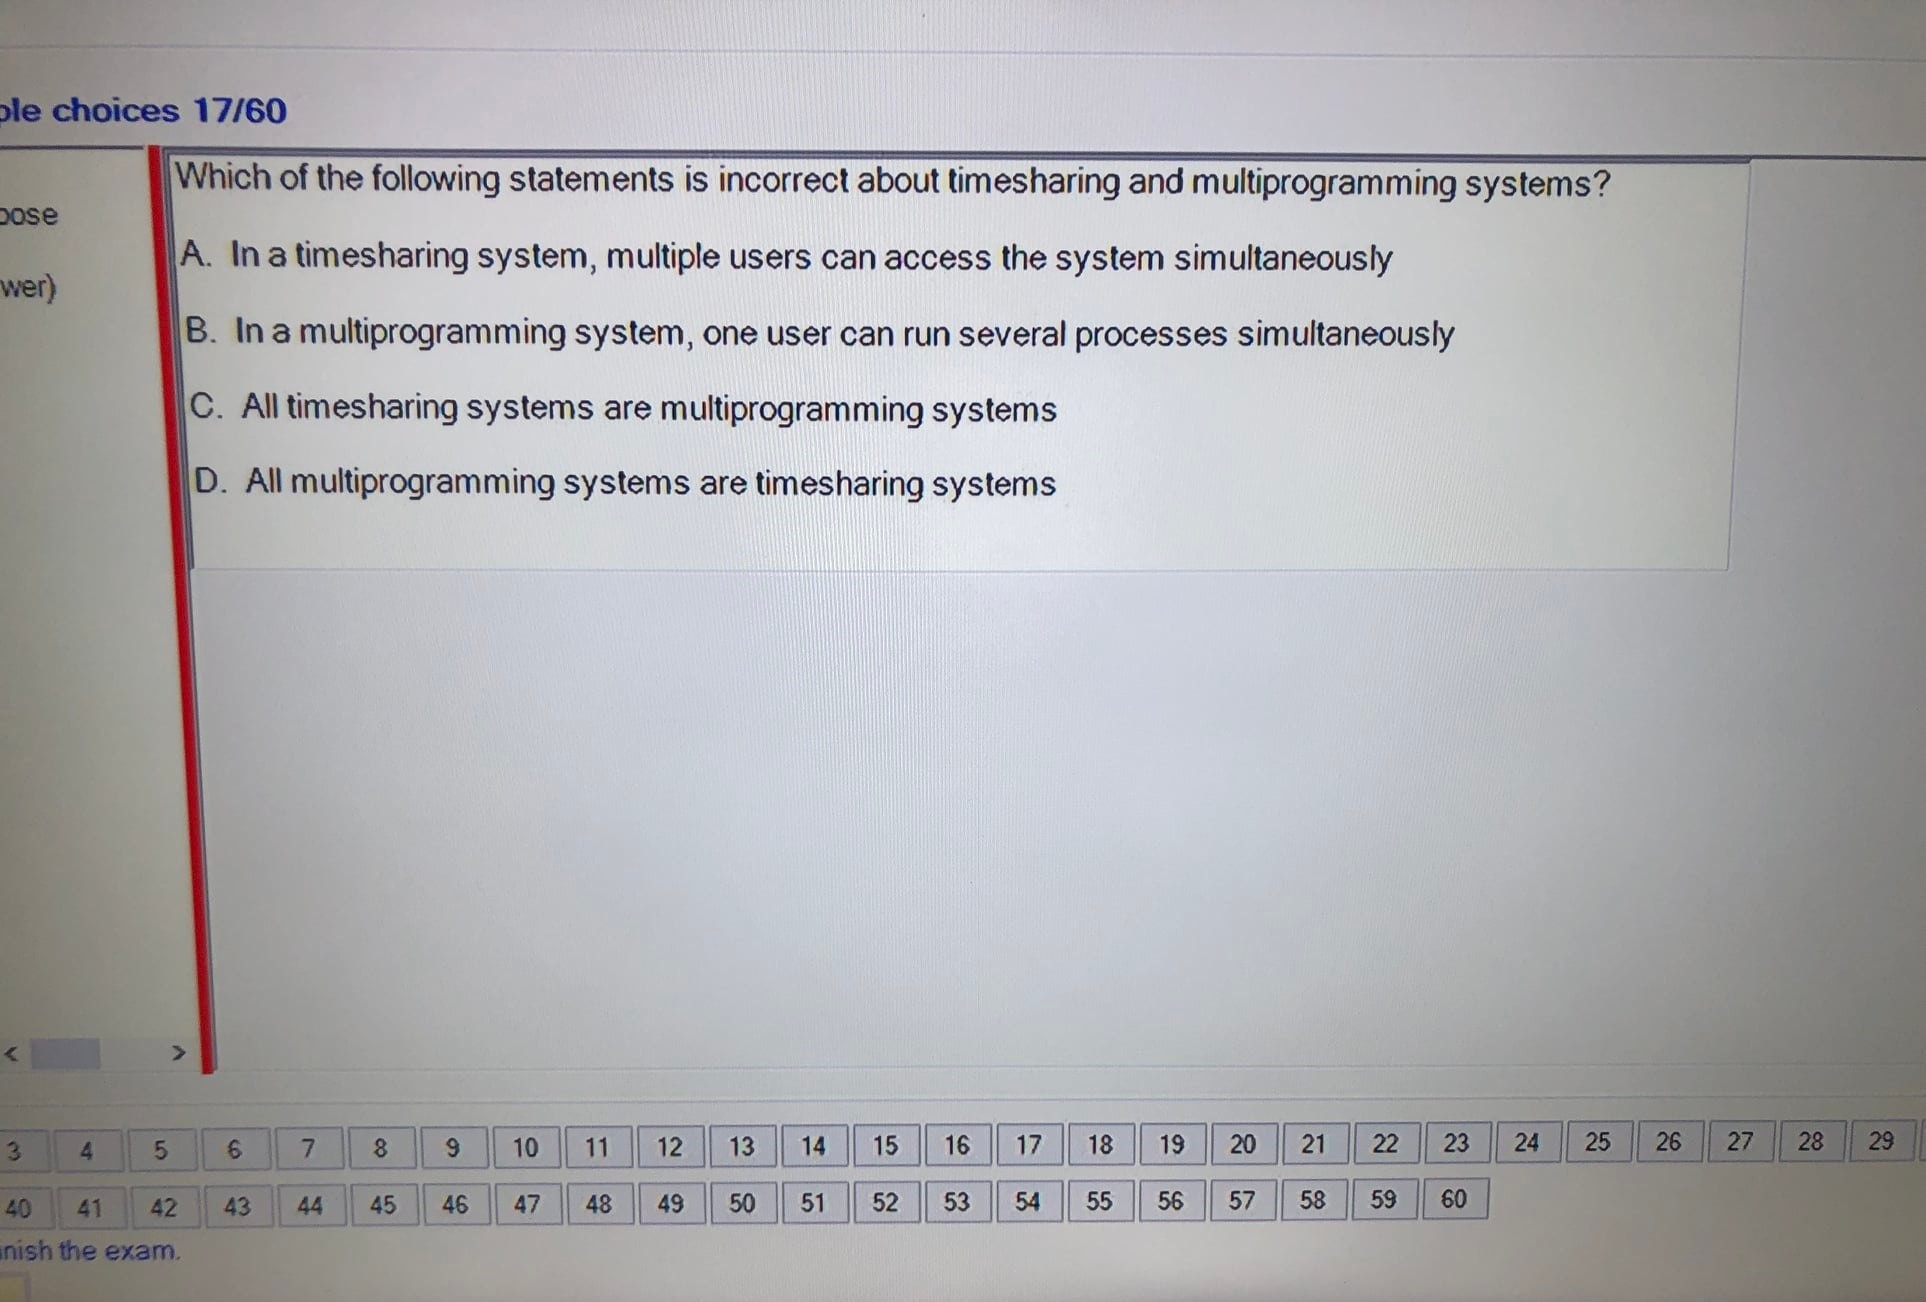 ple choices 17/60
Which of the following statements is incorrect about timesharing and multiprogramming systems?
A. In a timesharing system, multiple users can access the system simultaneously
B. In a multiprogramming system, one user can run several processes simultaneously
C. All timesharing systems are multiprogramming systems
D. All multiprogramming systems are timesharing systems
oose
wer)
< >
3 4 5 6 7 8 9 10 11 12 13 14 15 16 17 18 19 20 21 22 23 24 25 26 27 28 29
40 41 42 43 44 45 46 47 48 49 50 51 52 53 54 55 56 57 58 59 60
nish the exam.